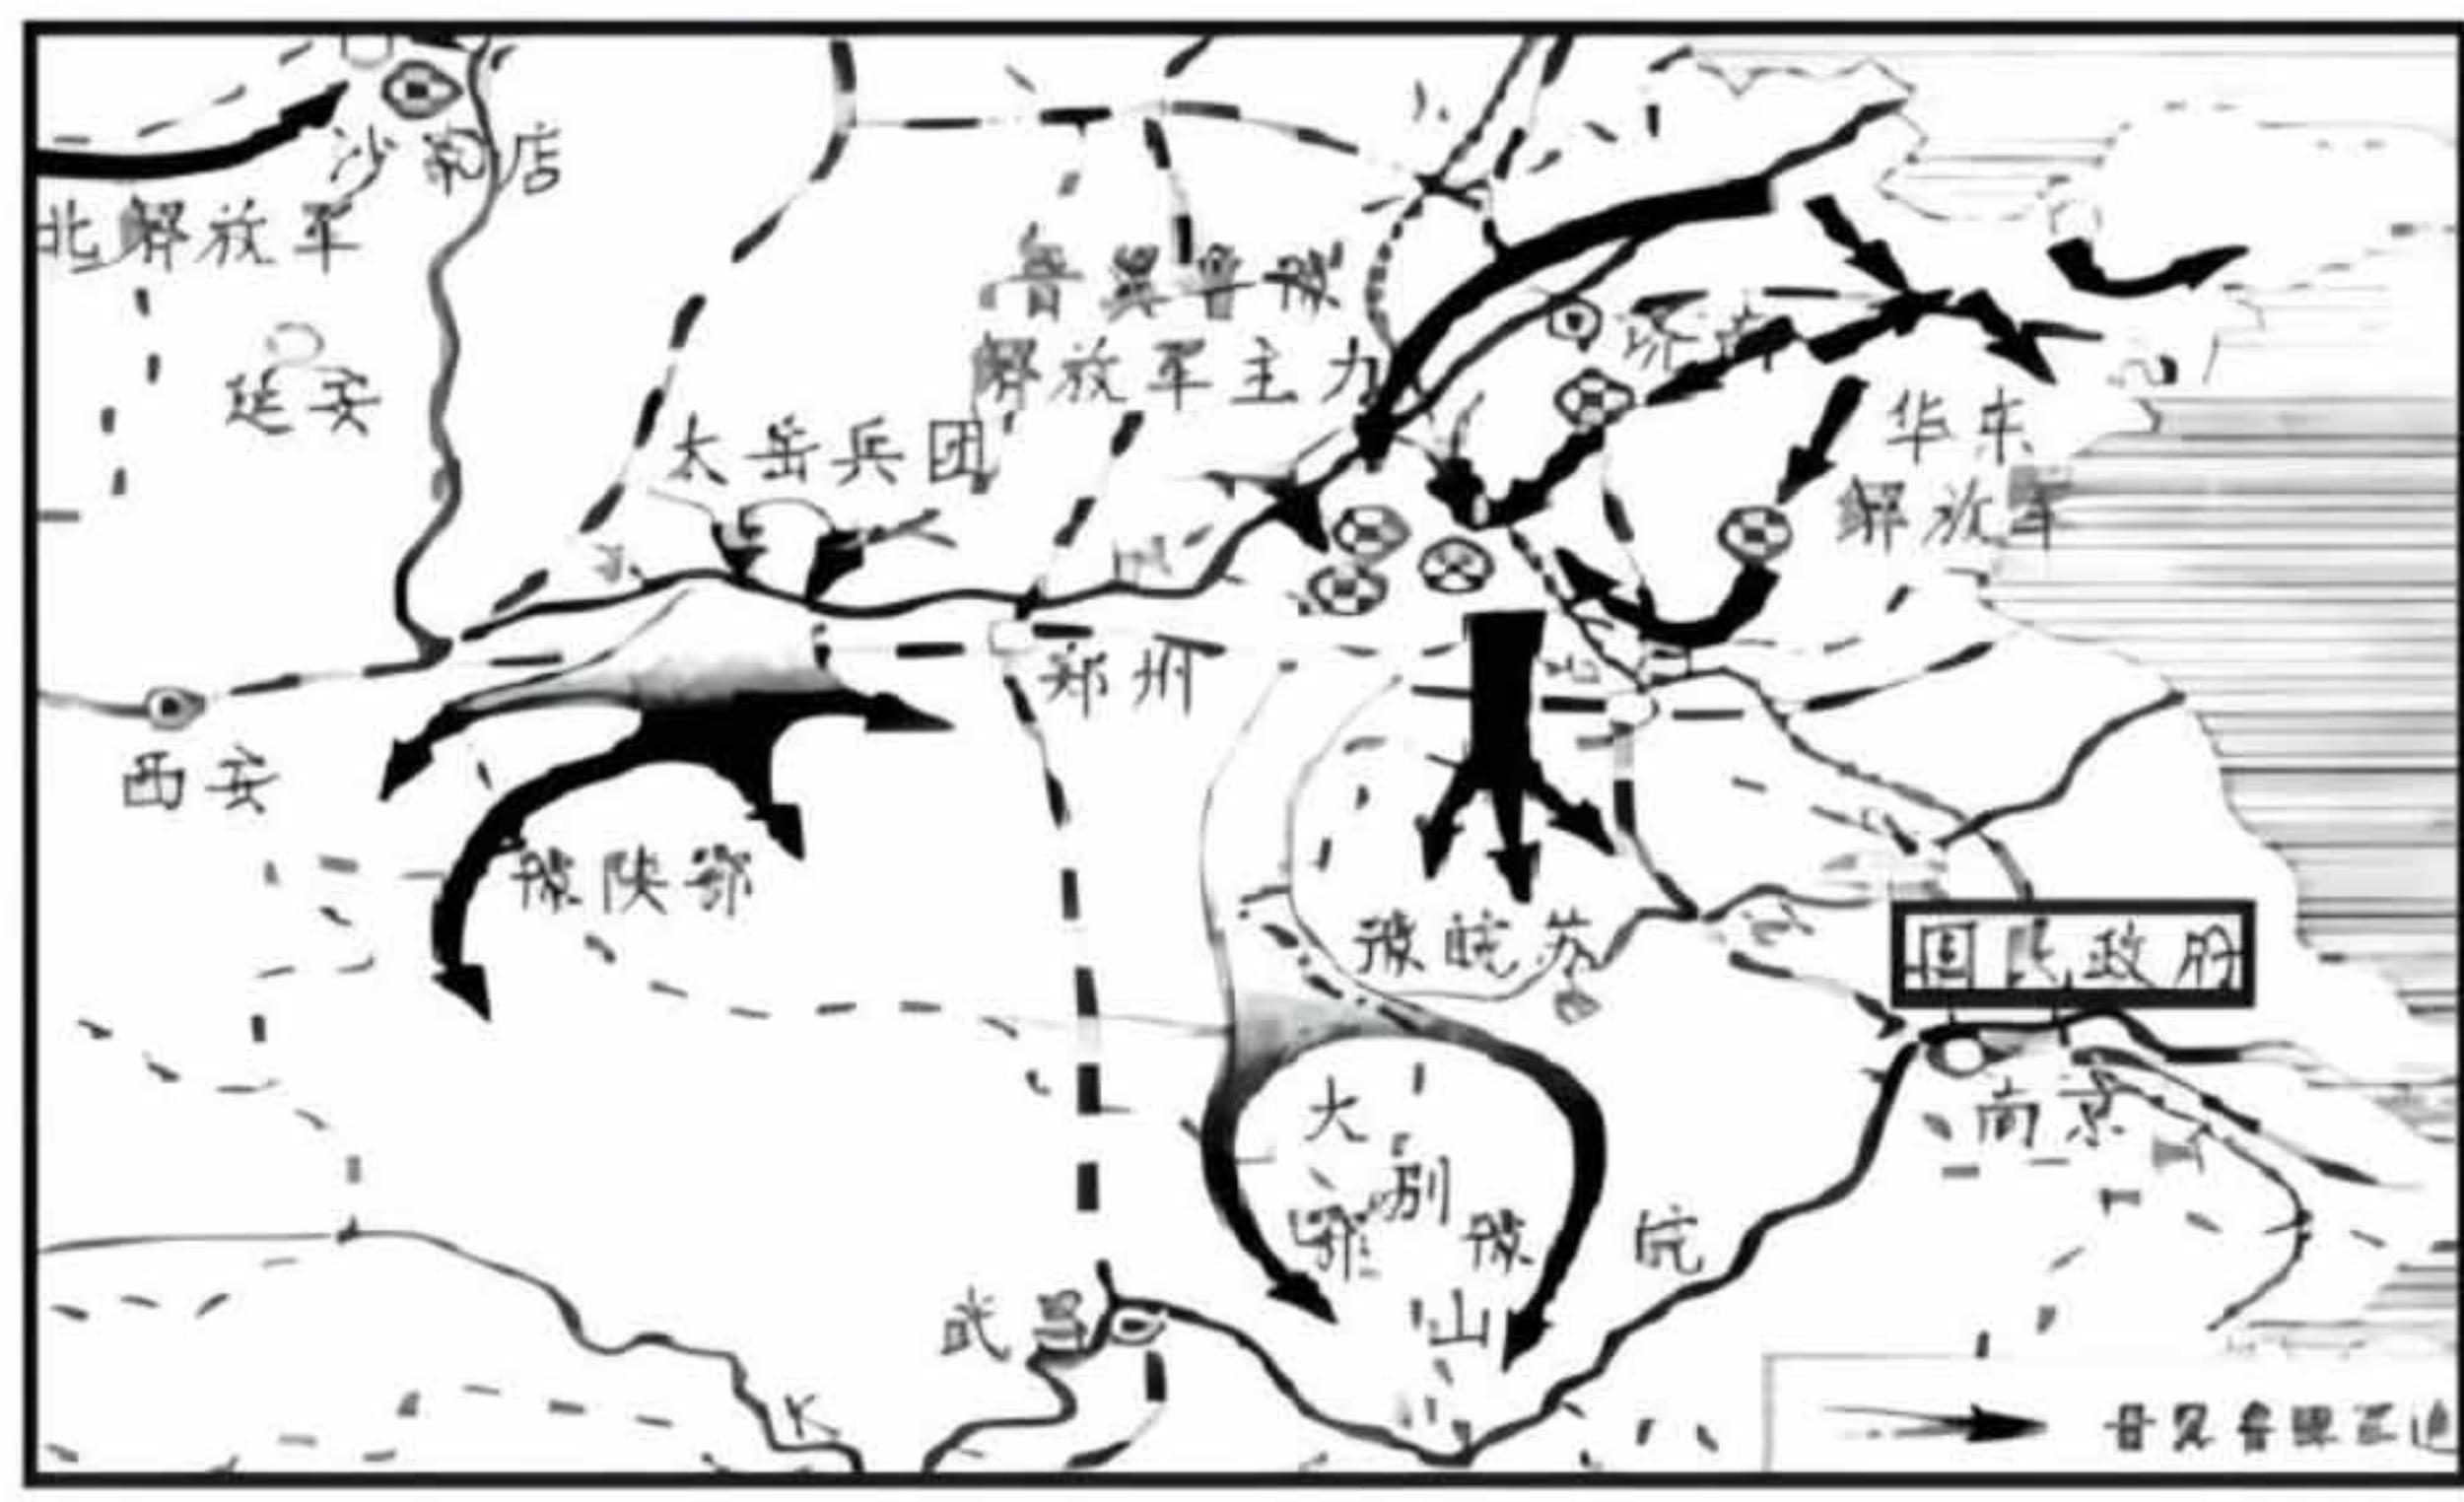 沙家店
北解放军
延安
晋冀鲁豫
解放军主力
太岳兵团
济南
华东
解放军
郑州
西安
豫陕鄂
豫皖苏
国民政府
南京
大
别
山
鄂
豫
皖
武昌
长